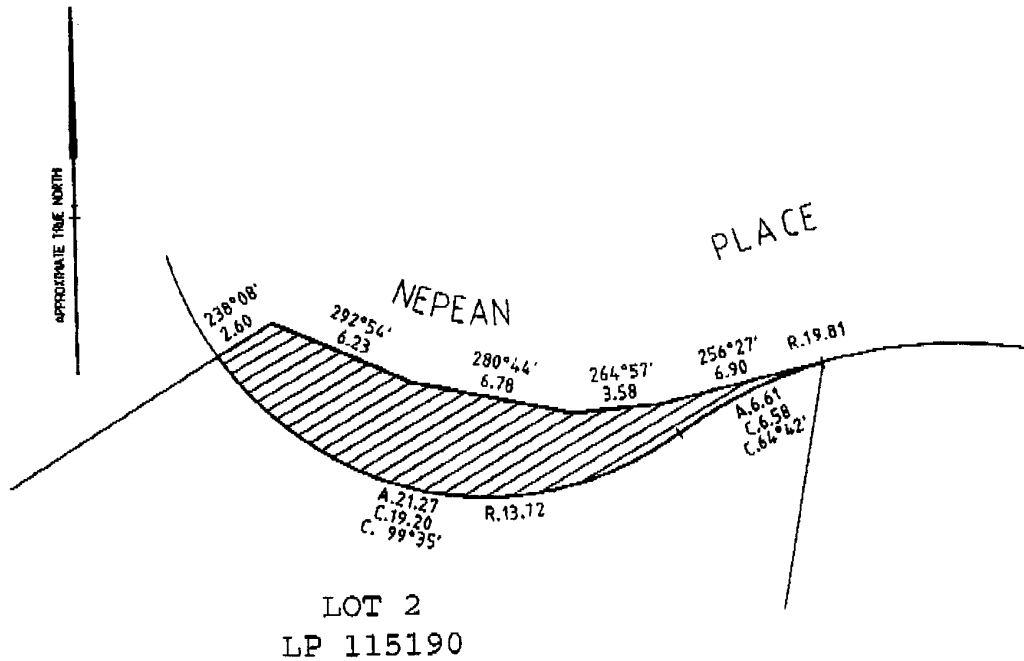 APPROXIMATE TRUE NORTH
PLACE
NEPEAN
238°08'
2.60
292°54'
6.23
280°44'
6.78
264°57'
3.58
256°27'
6.90
R.19.81
A.6.61
C.6.58
C.64°42'
A.21.27
C.19.20
C. 99°35'
R.13.72
LOT 2
LP 115190